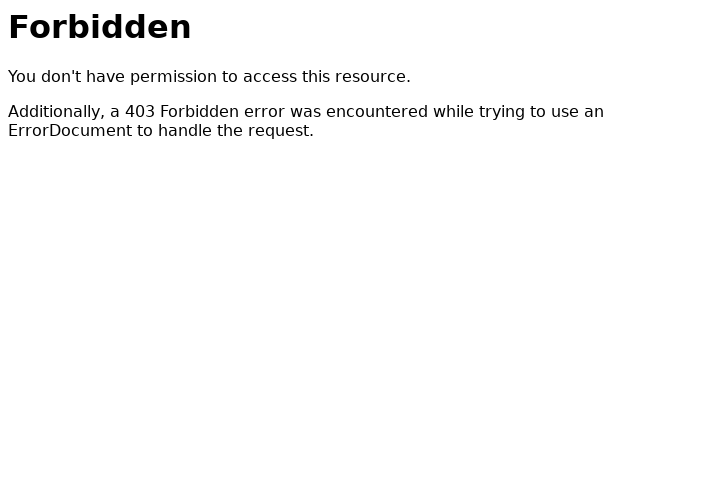 Forbidden
You don't have permission to access this resource.
Additionally, a 403 Forbidden error was encountered while trying to use an
ErrorDocument to handle the request.